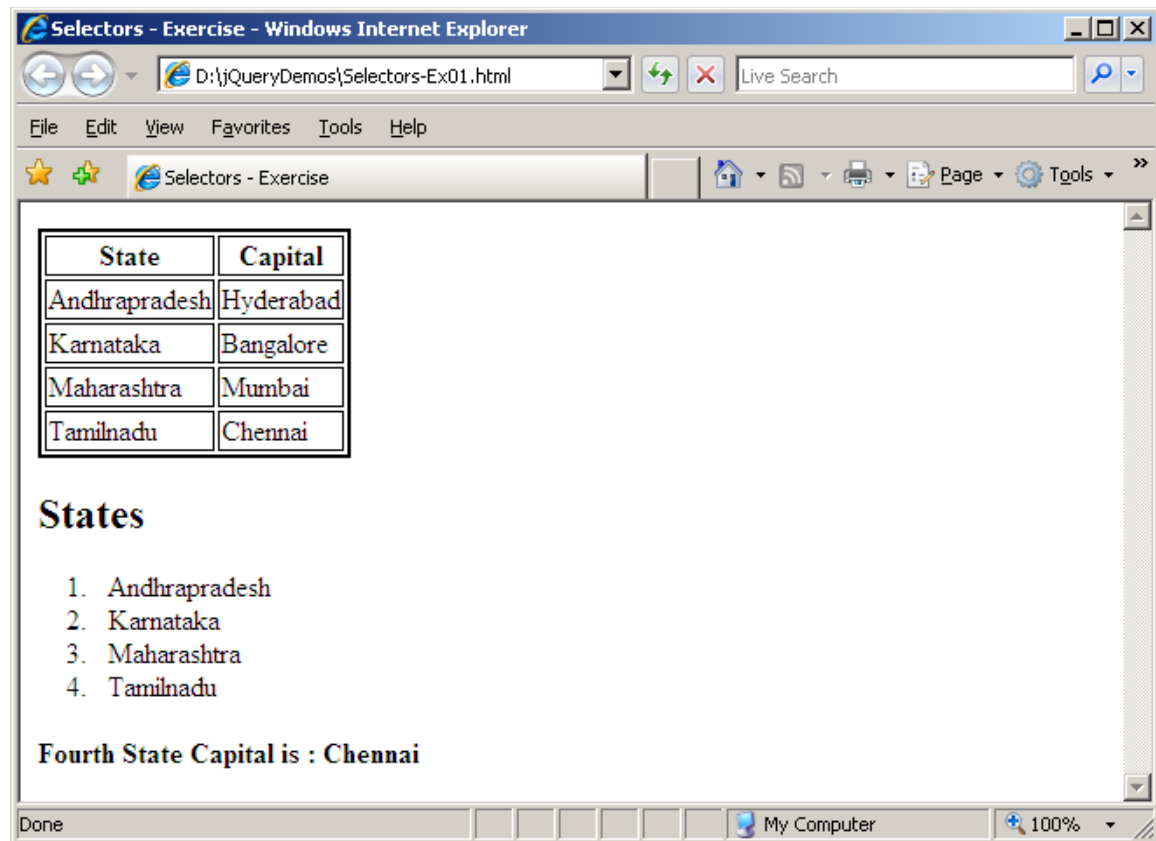 Selectors - Exercise - Windows Internet Explorer
D:\jQueryDemos\Selectors-Ex01.html
Live Search
File Edit View Favorites Tools Help
Selectors - Exercise
Page Tools »
State Capital
Andhrapradesh Hyderabad
Karnataka Bangalore
Maharashtra Mumbai
Tamilnadu Chennai
States
1. Andhrapradesh
2. Karnataka
3. Maharashtra
4. Tamilnadu
Fourth State Capital is : Chennai
Done My Computer 100%